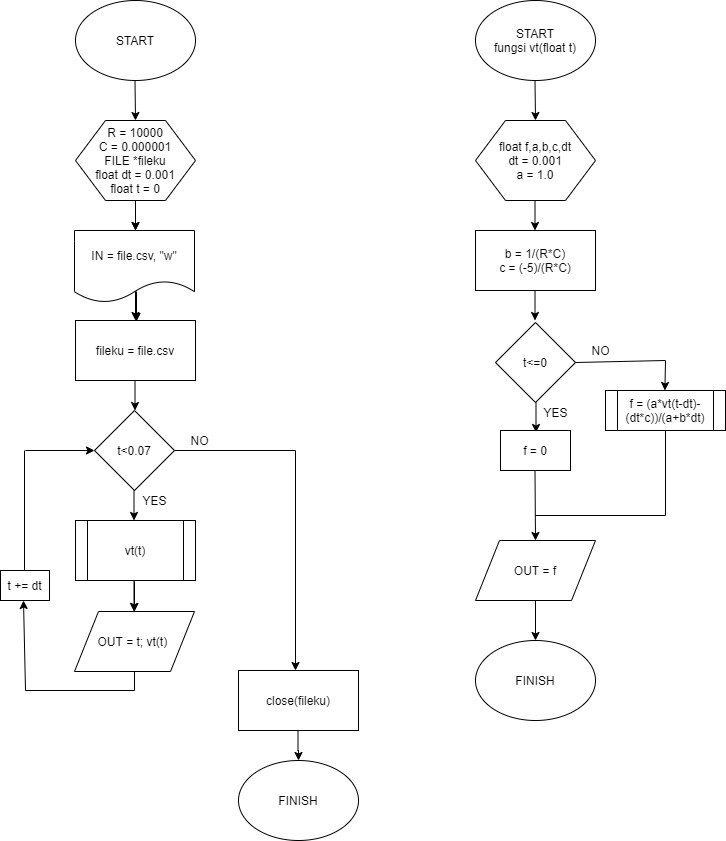 START
R = 10000
C = 0.000001
FILE *fileku
float dt = 0.001
float t = 0
IN = file.csv, "w"
fileku = file.csv
t<0.07
NO
YES
vt(t)
t += dt
OUT = t; vt(t)
close(fileku)
FINISH
START
fungsi vt(float t)
float f,a,b,c,dt
dt = 0.001
a = 1.0
b = 1/(R*C)
c = (-5)/(R*C)
t<=0
NO
YES
f = (a*vt(t-dt)-
(dt*c))/(a+b*dt)
f = 0
OUT = f
FINISH